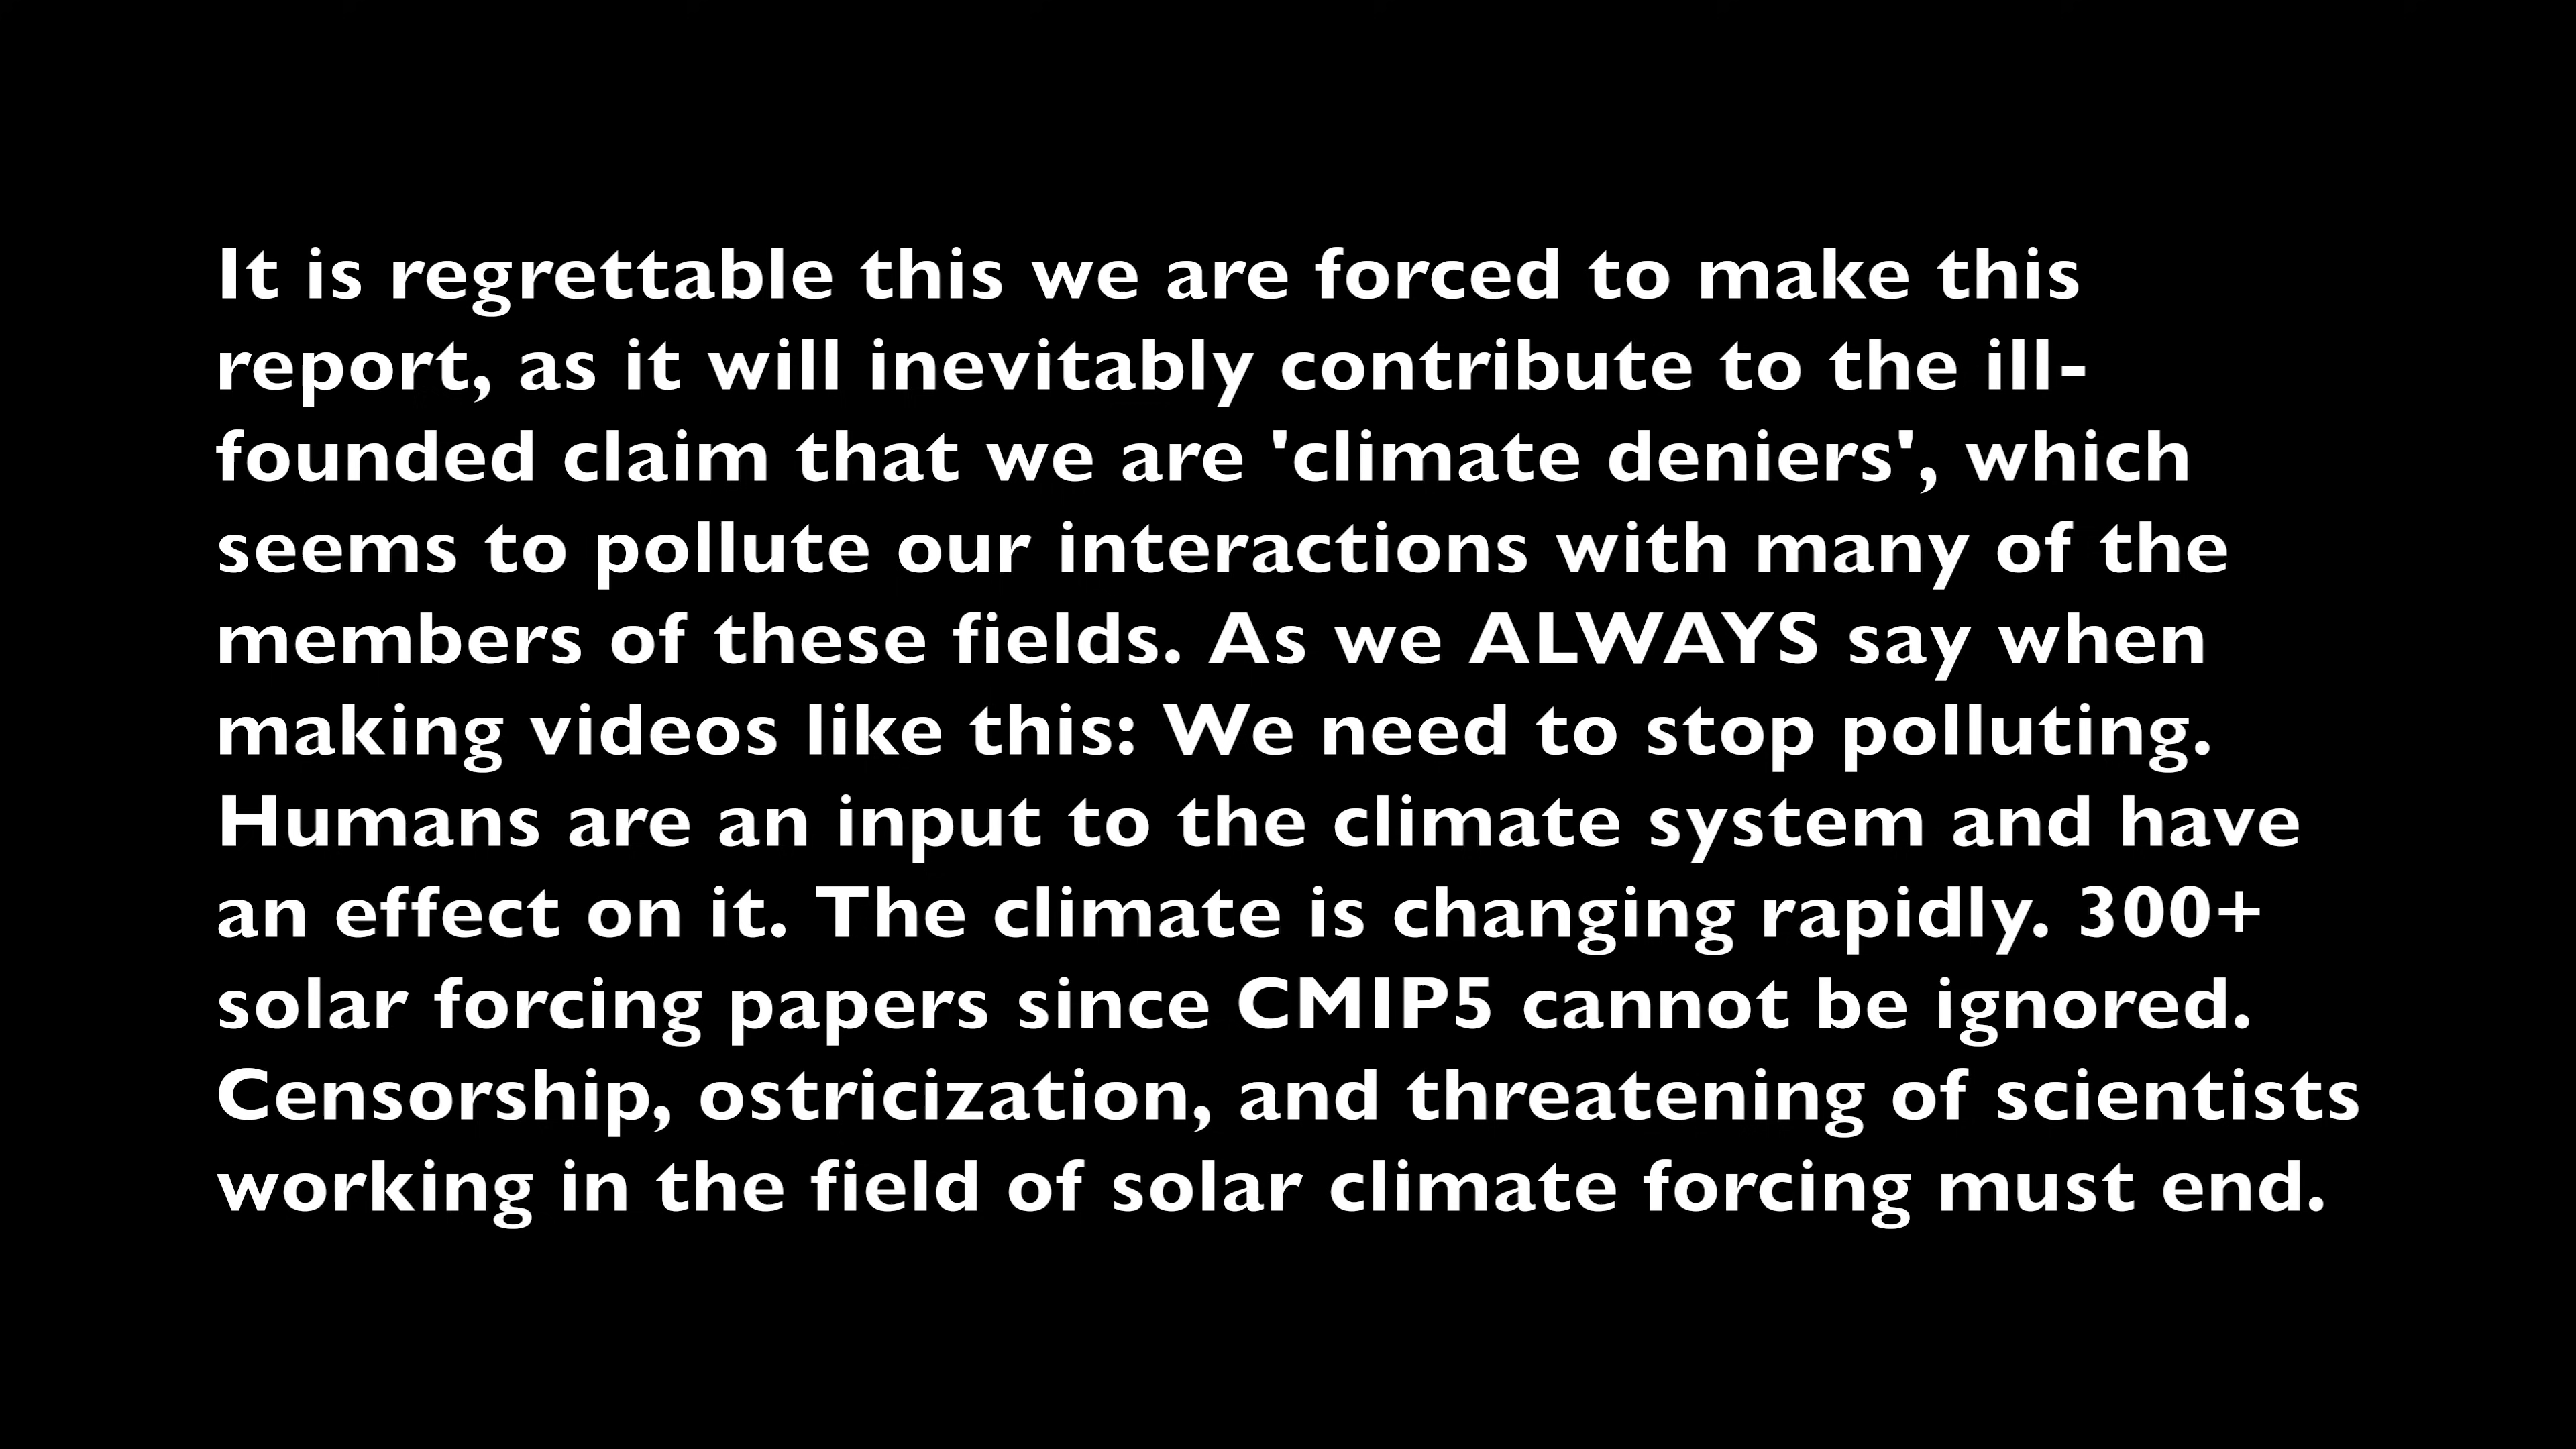 It is regrettable this we are forced to make this
report, as it will inevitably contribute to the ill-
founded claim that we are 'climate deniers', which
seems to pollute our interactions with many of the
members of these fields. As we ALWAYS say when
making videos like this: We need to stop polluting.
Humans are an input to the climate system and have
an effect on it. The climate is changing rapidly. 300+
solar forcing papers since CMIP5 cannot be ignored.
Censorship, ostricization, and threatening of scientists
working in the field of solar climate forcing must end.